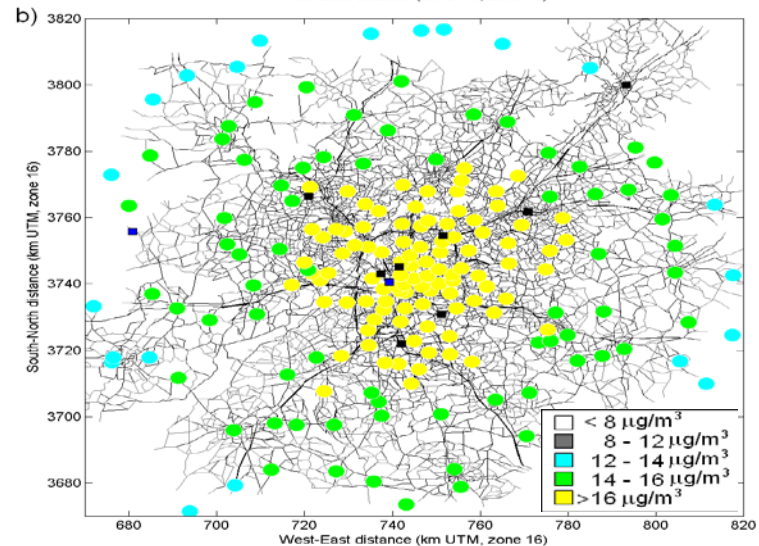 b)
3820
3800
3780
3760
3740
3720
3700
3680
South-North distance (km UTM, zone 16)
< 8 µg/m³
8 - 12 µg/m³
12 - 14 µg/m³
14 - 16 µg/m³
>16 µg/m³
680 700 720 740 760 780 800 820
West-East distance (km UTM, zone 16)